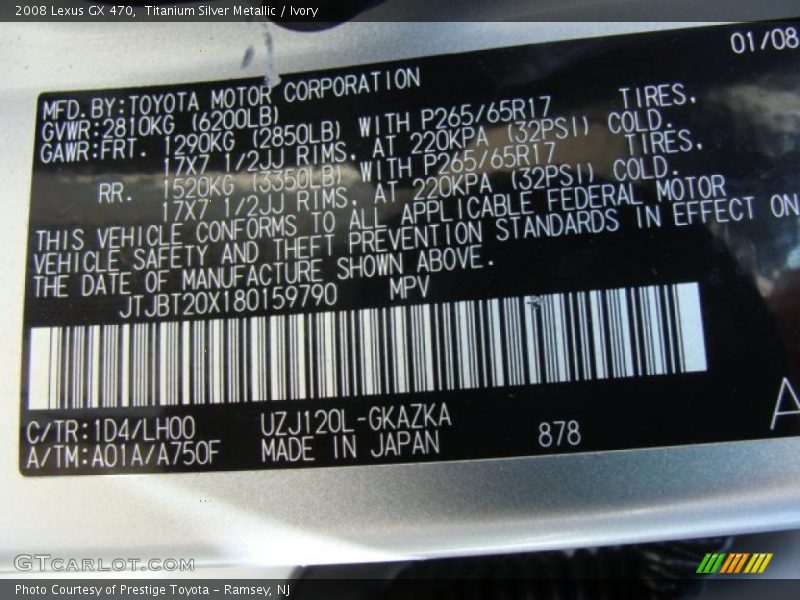 2008 Lexus GX 470, Titanium Silver Metallic / Ivory
01/08
MFD.BY:TOYOTA MOTOR CORPORATION
GVWR:2810KG (6200LB)
GAWR:FRT. 1290KG (2850LB) WITH P265/65R17 TIRES,
17X7 1/2JJ RIMS, AT 220KPA (32PSI) COLD.
RR. 1520KG (3350LB) WITH P265/65R17 TIRES,
17X7 1/2JJ RIMS, AT 220KPA (32PSI) COLD.
THIS VEHICLE CONFORMS TO ALL APPLICABLE FEDERAL MOTOR
VEHICLE SAFETY AND THEFT PREVENTION STANDARDS IN EFFECT ON
THE DATE OF MANUFACTURE SHOWN ABOVE.
JTJBT20X180159790 MPV
C/TR:1D4/LH00 UZJ120L-GKAZKA
A/TM:A01A/A750F MADE IN JAPAN 878
A
GTCARLOT.COM
Photo Courtesy of Prestige Toyota - Ramsey, NJ